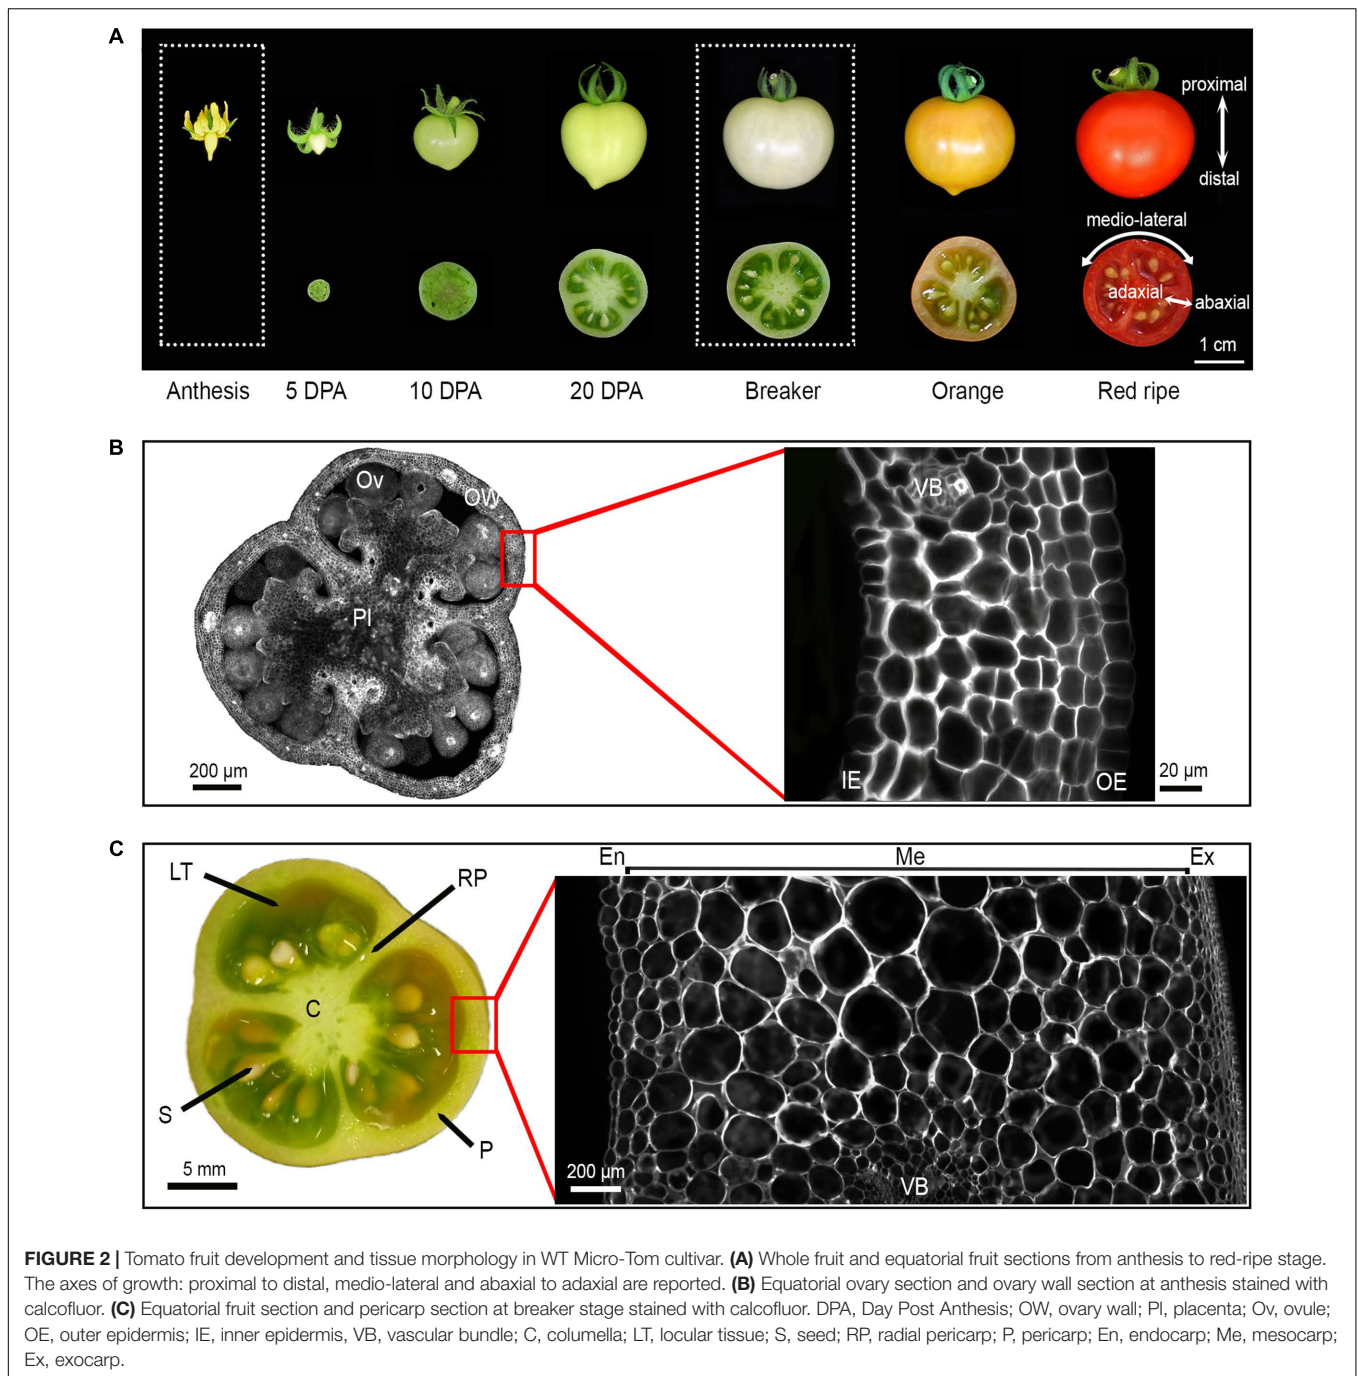 A
proximal
distal
medio-lateral
adaxial
abaxial
1 cm
Anthesis
5 DPA
10 DPA
20 DPA
Breaker
Orange
Red ripe
B
Ov
OW
Pl
200 µm
VB
IE
OE
20 µm
C
LT
RP
C
S
P
5 mm
En
Me
Ex
200 µm
VB
FIGURE 2 | Tomato fruit development and tissue morphology in WT Micro-Tom cultivar. (A) Whole fruit and equatorial fruit sections from anthesis to red-ripe stage.
The axes of growth: proximal to distal, medio-lateral and abaxial to adaxial are reported. (B) Equatorial ovary section and ovary wall section at anthesis stained with
calcofluor. (C) Equatorial fruit section and pericarp section at breaker stage stained with calcofluor. DPA, Day Post Anthesis; OW, ovary wall; Pl, placenta; Ov, ovule;
OE, outer epidermis; IE, inner epidermis, VB, vascular bundle; C, columella; LT, locular tissue; S, seed; RP, radial pericarp; P, pericarp; En, endocarp; Me, mesocarp;
Ex, exocarp.